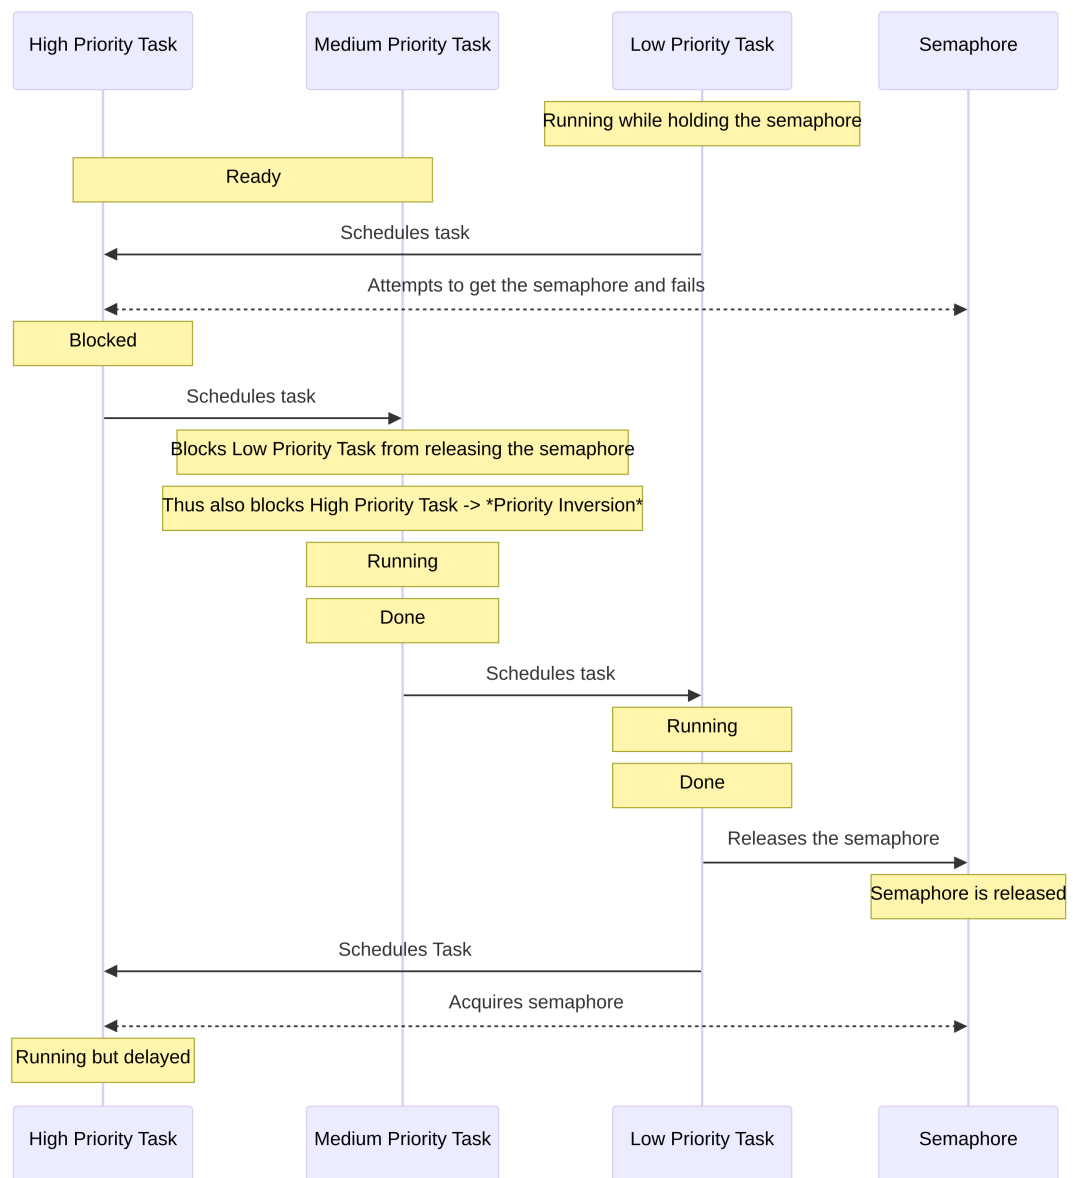 High Priority Task
Medium Priority Task
Low Priority Task
Semaphore
Running while holding the semaphore
Ready
Schedules task
Attempts to get the semaphore and fails
Blocked
Schedules task
Blocks Low Priority Task from releasing the semaphore
Thus also blocks High Priority Task -> *Priority Inversion*
Running
Done
Schedules task
Running
Done
Releases the semaphore
Semaphore is released
Schedules Task
Acquires semaphore
Running but delayed
High Priority Task
Medium Priority Task
Low Priority Task
Semaphore